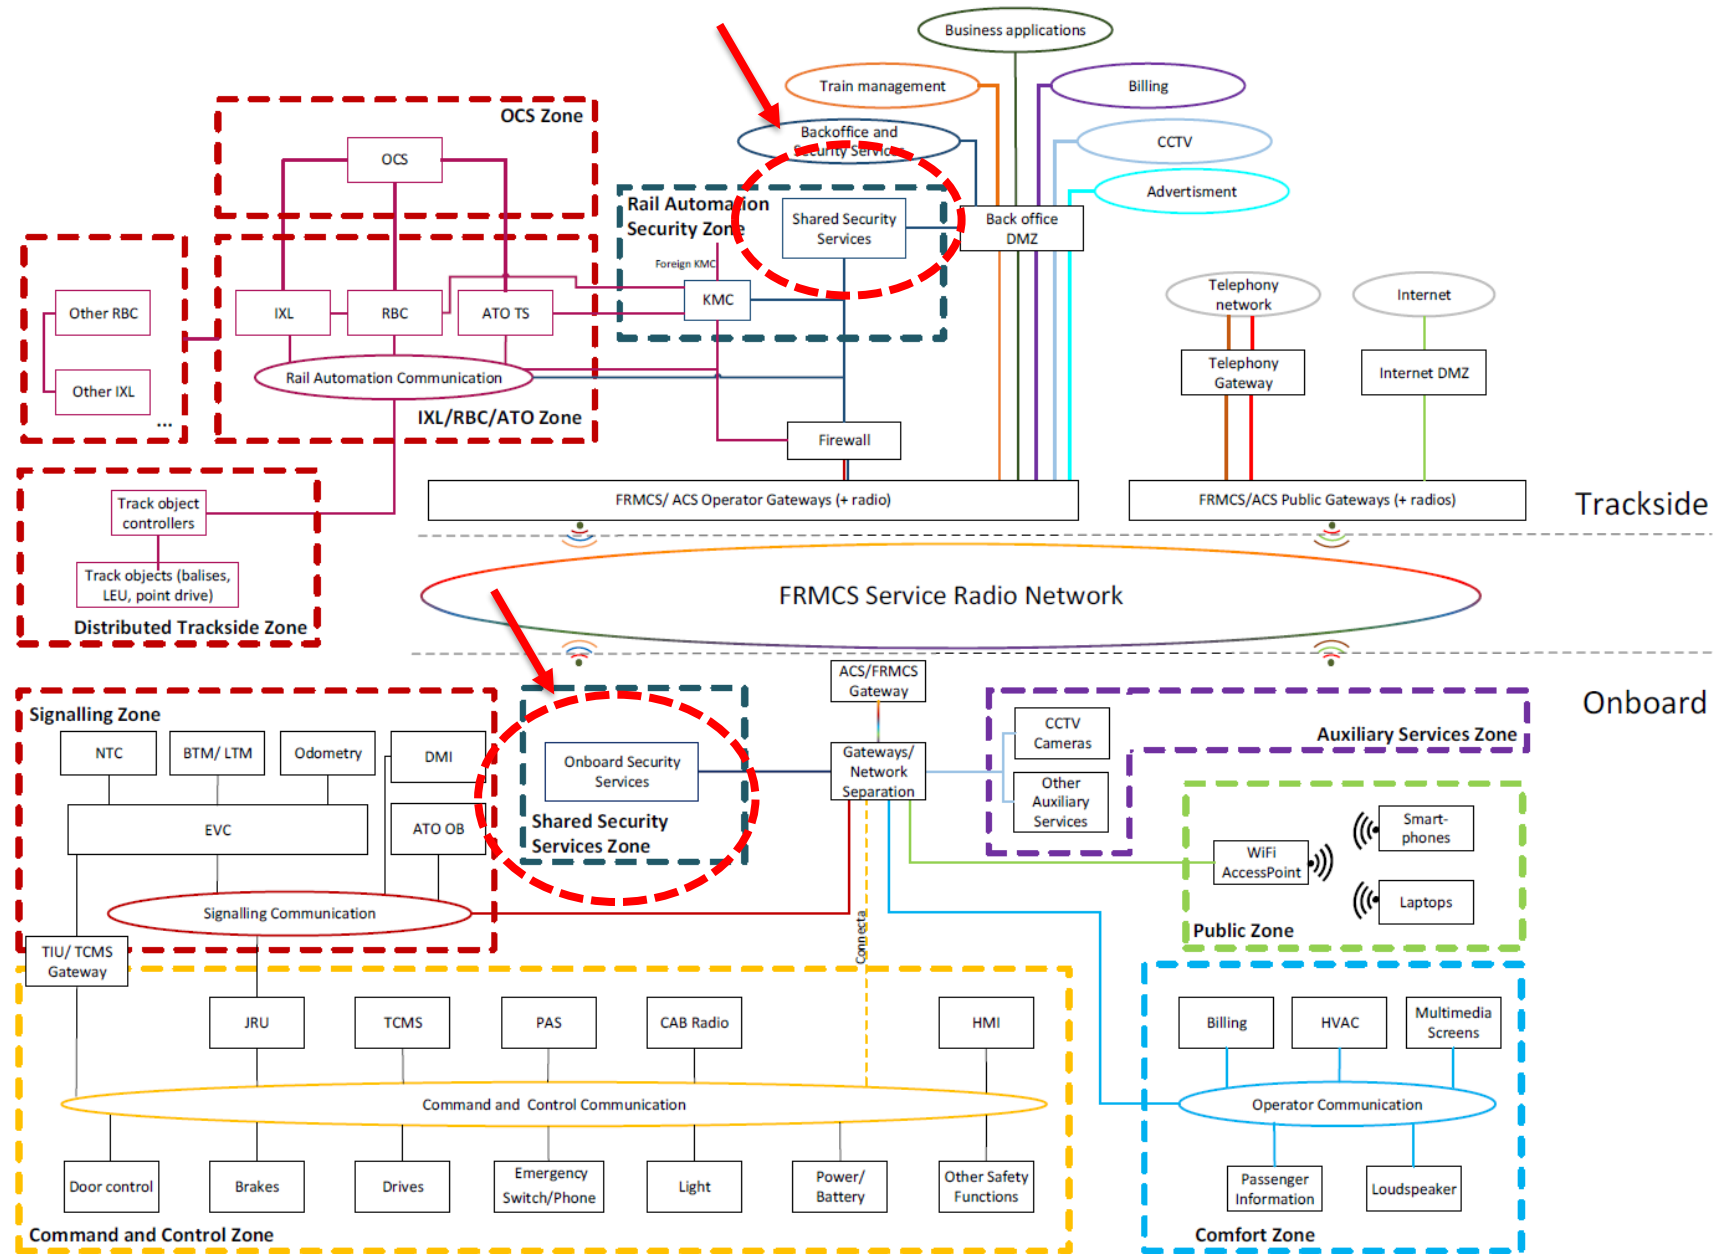 Business applications
Train management
Billing
Backoffice and
Security Services
CCTV
Advertisment
OCS Zone
OCS
Rail Automation
Security Zone
Shared Security
Services
Back office
DMZ
Foreign KMC
KMC
Other RBC
Other IXL
...
IXL
RBC
ATO TS
Rail Automation Communication
IXL/RBC/ATO Zone
Telephony
network
Internet
Telephony
Gateway
Internet DMZ
Firewall
FRMCS/ ACS Operator Gateways (+ radio)
FRMCS/ACS Public Gateways (+ radios)
Trackside
Track object
controllers
Track objects (balises,
LEU, point drive)
Distributed Trackside Zone
FRMCS Service Radio Network
Onboard
ACS/FRMCS
Gateway
Signalling Zone
NTC
BTM/ LTM
Odometry
DMI
EVC
ATO OB
Signalling Communication
TIU/ TCMS
Gateway
Onboard Security
Services
Shared Security
Services Zone
Gateways/
Network
Separation
CCTV
Cameras
Other
Auxiliary
Services
Auxiliary Services Zone
WiFi
AccessPoint
Smart-
phones
Laptops
Public Zone
Connecta
JRU
TCMS
PAS
CAB Radio
HMI
Command and Control Communication
Door control
Brakes
Drives
Emergency
Switch/Phone
Light
Power/
Battery
Other Safety
Functions
Command and Control Zone
Billing
HVAC
Multimedia
Screens
Operator Communication
Passenger
Information
Loudspeaker
Comfort Zone